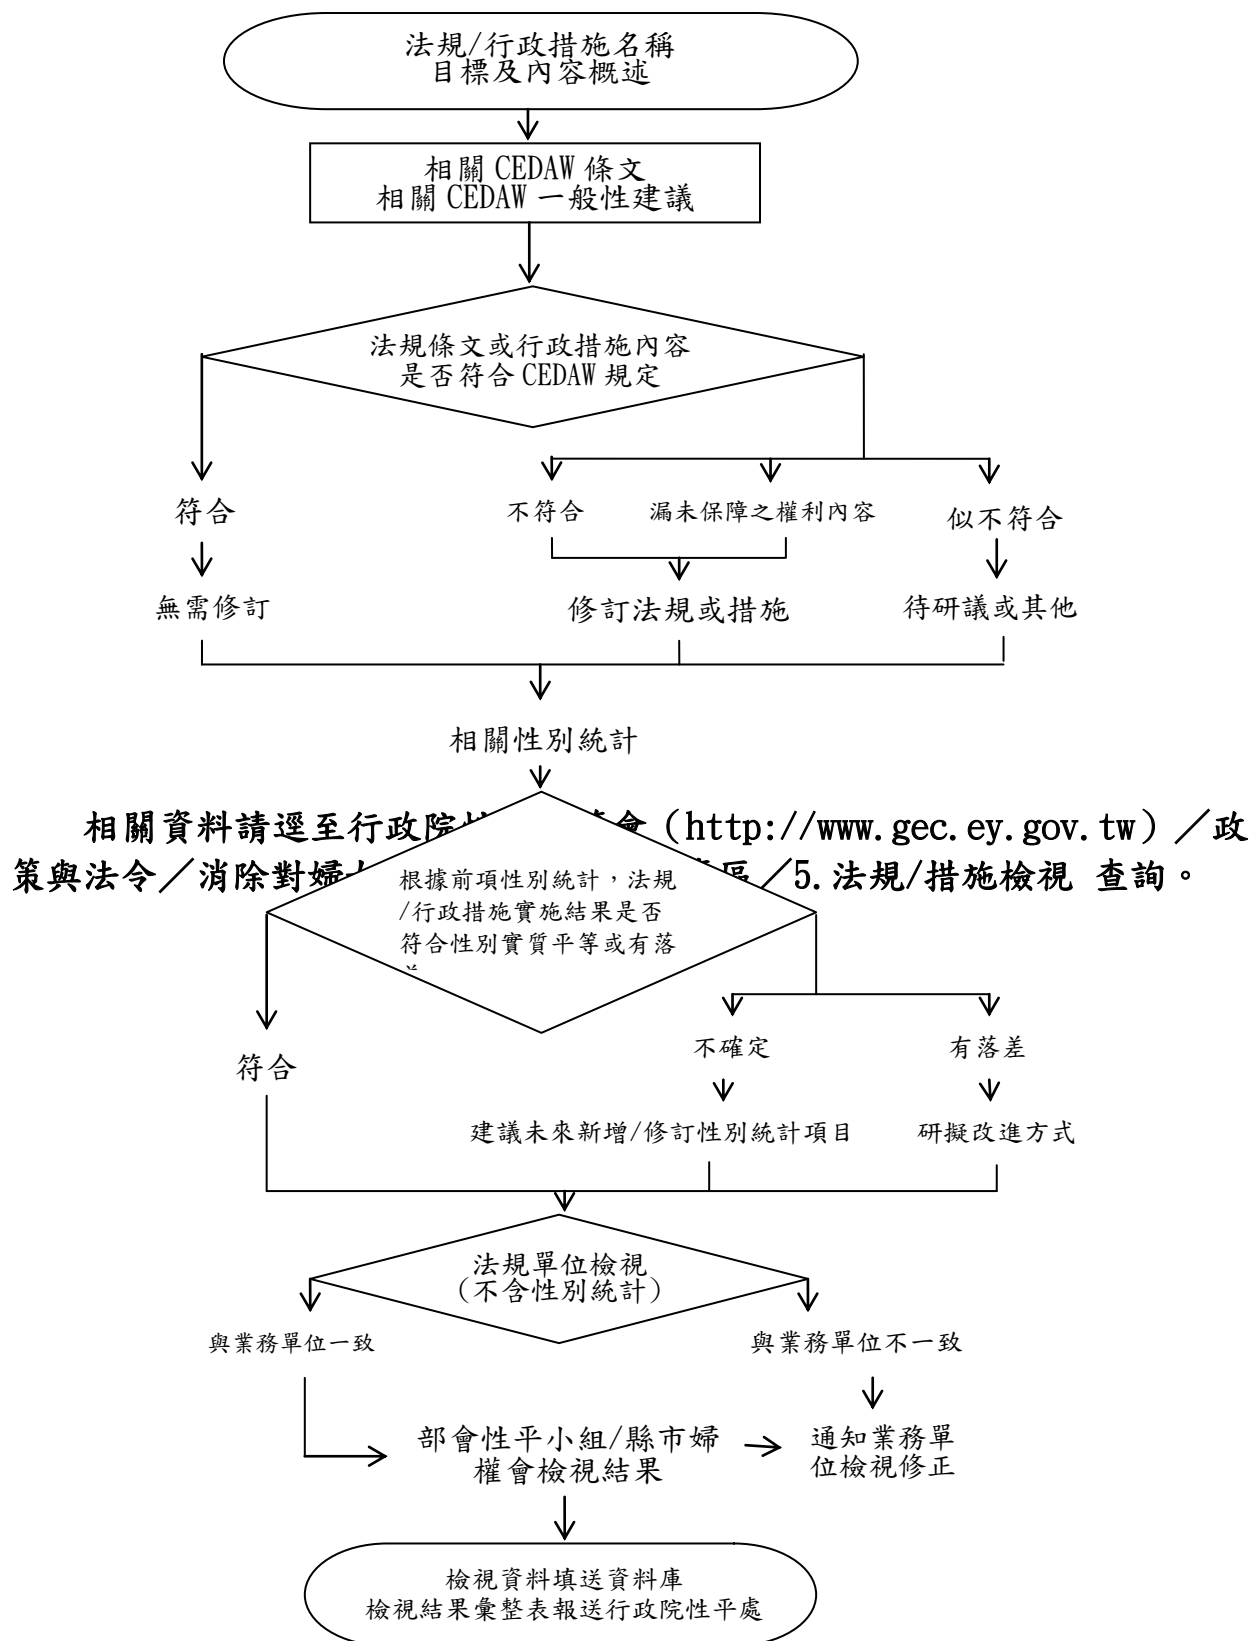 法規/行政措施名稱
目標及內容概述
相關 CEDAW 條文
相關 CEDAW 一般性建議
法規條文或行政措施內容
是否符合 CEDAW 規定
符合
不符合
漏未保障之權利內容
似不符合
無需修訂
修訂法規或措施
待研議或其他
相關性別統計
相關資料請逕至行政院 會（http://www.gec.ey.gov.tw）／政
策與法令／消除對婦 區／5.法規/措施檢視 查詢。
根據前項性別統計，法規
/行政措施實施結果是否
符合性別實質平等或有落
符合
不確定
有落差
建議未來新增/修訂性別統計項目
研擬改進方式
法規單位檢視
(不含性別統計)
與業務單位一致
與業務單位不一致
部會性平小組/縣市婦
權會檢視結果
通知業務單
位檢視修正
檢視資料填送資料庫
檢視結果彙整表報送行政院性平處